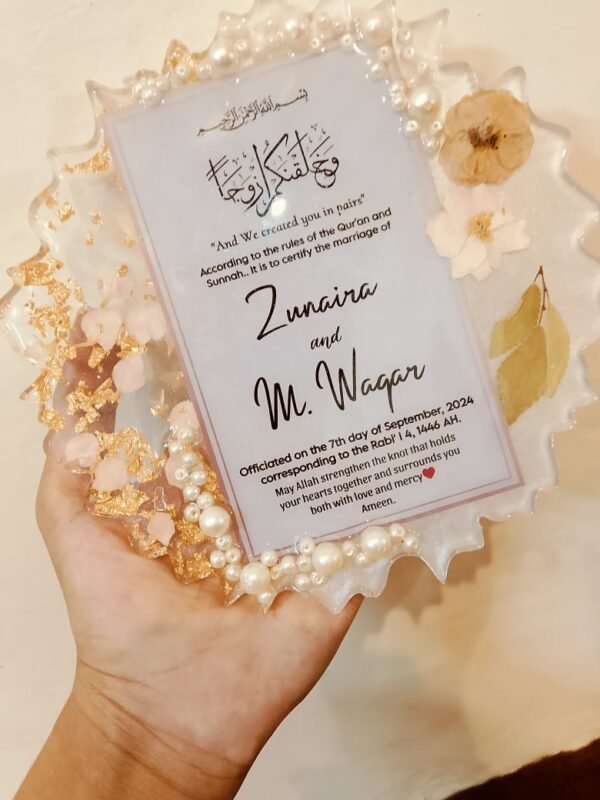 بسم الله الرحمن الرحيم
وَخَلَقْنَكُمْ أَزْوَجًا
"And We created you in pairs"
According to the rules of the Qur'an and
Sunnah.. It is to certify the marriage of
Zunaira
and
M. Waqar
Officiated on the 7th day of September, 2024
corresponding to the Rabi' I 4, 1446 AH.
May Allah strengthen the knot that holds
your hearts together and surrounds you
both with love and mercy❤
Ameen.